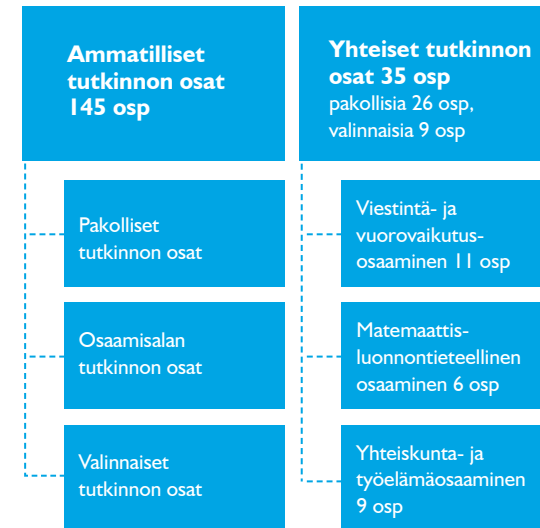 Ammatilliset
tutkinnon osat
145 osp
Pakolliset
tutkinnon osat
Osaamisalan
tutkinnon osat
Valinnaiset
tutkinnon osat
Yhteiset tutkinnon
osat 35 osp
pakollisia 26 osp,
valinnaisia 9 osp
Viestintä- ja
vuorovaikutus-
osaaminen 11 osp
Matemaattis-
luonnontieteellinen
osaaminen 6 osp
Yhteiskunta- ja
työelämäosaaminen
9 osp